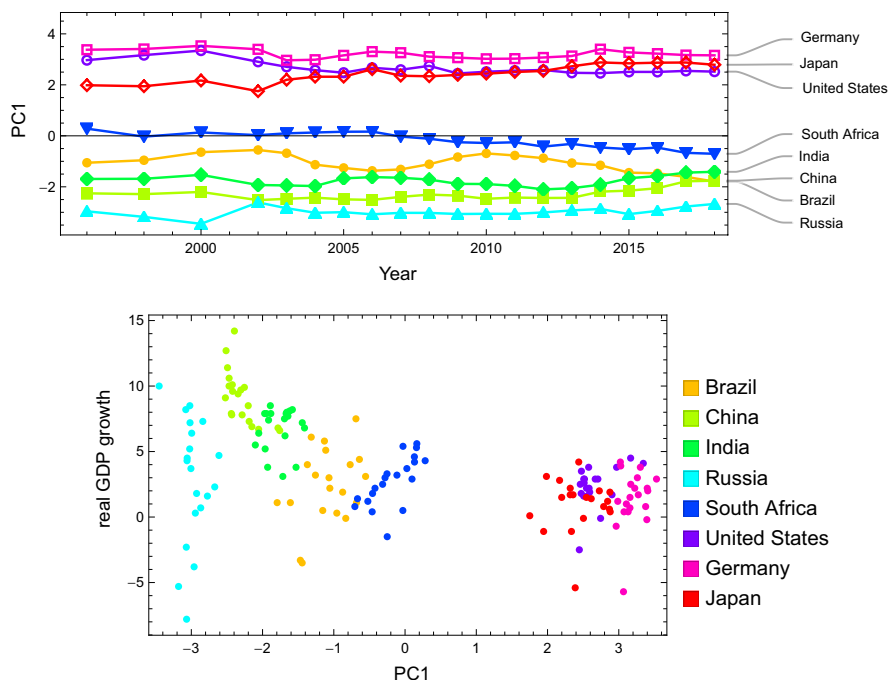 4
2
0
−2
PC1
2000
2005
2010
2015
Year
Germany
Japan
United States
South Africa
India
China
Brazil
Russia
15
10
5
0
−5
real GDP growth
−3
−2
−1
0
1
2
3
PC1
Brazil
China
India
Russia
South Africa
United States
Germany
Japan